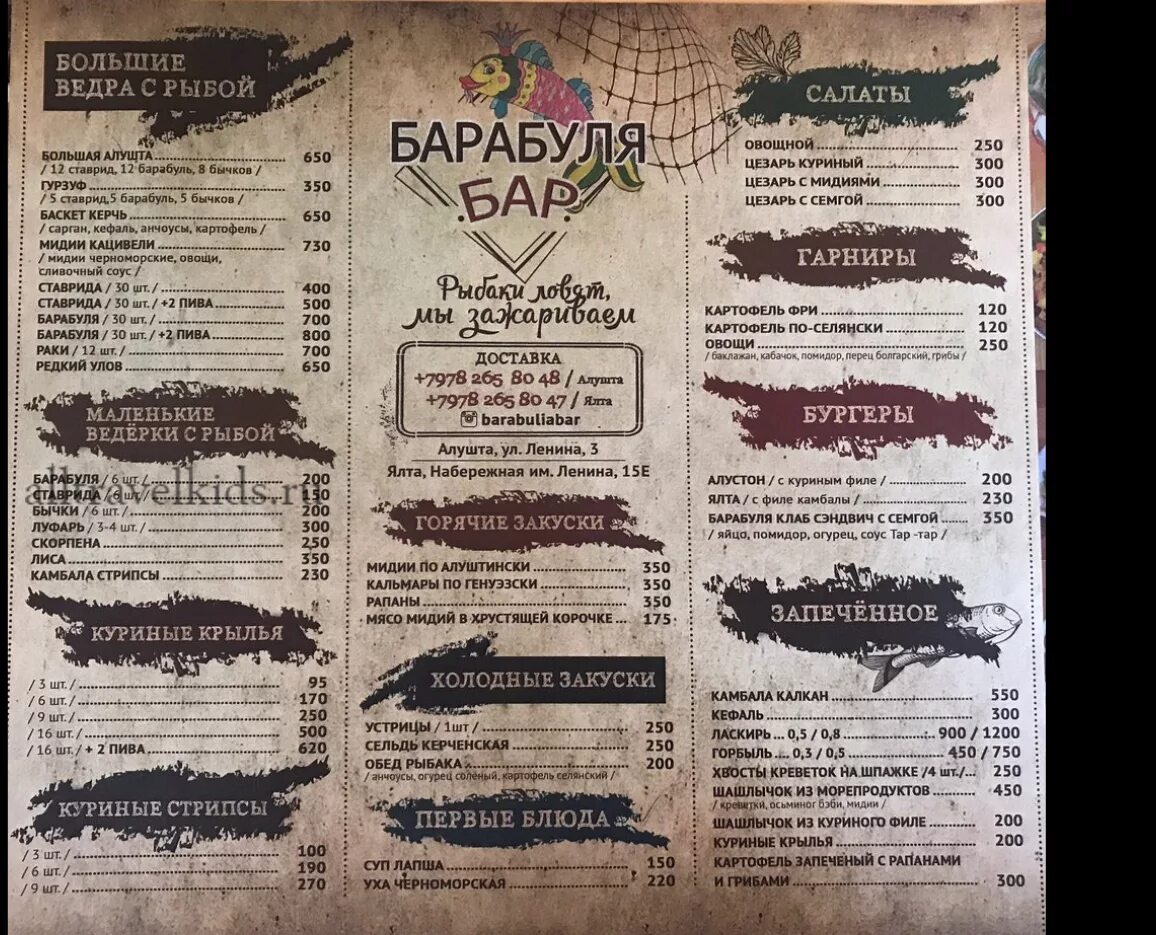 БОЛЬШИЕ
ВЕДРА С РЫБОЙ
БОЛЬШАЯ АЛУШТА 650
/ 12 ставрид, 12 барабуль, 8 бычков /
ГУРЗУФ 350
/ 5 ставрид,5 барабуль, 5 бычков /
БАСКЕТ КЕРЧЬ 650
/ сарган, кефаль, анчоусы, картофель /
МИДИИ КАЦИВЕЛИ 730
/ мидии черноморские, овощи,
сливочный соус /
СТАВРИДА / 30 шт. / 400
СТАВРИДА / 30 шт. / +2 ПИВА 500
БАРАБУЛЯ / 30 шт. / 700
БАРАБУЛЯ / 30 шт. / +2 ПИВА 800
РАКИ / 12 шт. / 700
РЕДКИЙ УЛОВ 650
МАЛЕНЬКИЕ
ВЕДЁРКИ С РЫБОЙ
БАРАБУЛЯ / 6 шт. / 200
СТАВРИДА / 6 шт. / 150
БЫЧКИ / 6 шт. / 200
ЛУФАРЬ / 3-4 шт. / 300
СКОРПЕНА 250
ЛИСА 350
КАМБАЛА СТРИПСЫ 230
alltravelkids.ru
КУРИНЫЕ КРЫЛЬЯ
/ 3 шт. / 95
/ 6 шт. / 170
/ 9 шт. / 250
/ 16 шт. / 500
/ 16 шт. / + 2 ПИВА 620
КУРИНЫЕ СТРИПСЫ
/ 3 шт. / 100
/ 6 шт. / 190
/ 9 шт. / 270
БАРАБУЛЯ
.БАР.
Рыбаки ловят,
мы зажариваем
ДОСТАВКА
+7978 265 80 48 / Алушта
+7978 265 80 47 / Ялта
barabuliabar
Алушта, ул. Ленина, 3
Ялта, Набережная им. Ленина, 15Е
ГОРЯЧИЕ ЗАКУСКИ
МИДИИ ПО АЛУШТИНСКИ 350
КАЛЬМАРЫ ПО ГЕНУЭЗСКИ 350
РАПАНЫ 350
МЯСО МИДИЙ В ХРУСТЯЩЕЙ КОРОЧКЕ ... 175
ХОЛОДНЫЕ ЗАКУСКИ
УСТРИЦЫ / 1шт / 250
СЕЛЬДЬ КЕРЧЕНСКАЯ 250
ОБЕД РЫБАКА 200
/ анчоусы, огурец соленый, картофель селянский /
ПЕРВЫЕ БЛЮДА
СУП ЛАПША 150
УХА ЧЕРНОМОРСКАЯ 220
САЛАТЫ
ОВОЩНОЙ 250
ЦЕЗАРЬ КУРИНЫЙ 300
ЦЕЗАРЬ С МИДИЯМИ 300
ЦЕЗАРЬ С СЕМГОЙ 300
ГАРНИРЫ
КАРТОФЕЛЬ ФРИ 120
КАРТОФЕЛЬ ПО-СЕЛЯНСКИ 120
ОВОЩИ 250
/ баклажан, кабачок, помидор, перец болгарский, грибы /
БУРГЕРЫ
АЛУСТОН / с куриным филе / 200
ЯЛТА / с филе камбалы / 230
БАРАБУЛЯ КЛАБ СЭНДВИЧ С СЕМГОЙ 350
/ яйцо, помидор, огурец, соус Тар -тар /
ЗАПЕЧЁННОЕ
КАМБАЛА КАЛКАН 550
КЕФАЛЬ 300
ЛАСКИРЬ... 0,5 / 0,8 900 / 1200
ГОРБЫЛЬ.... 0,3 / 0,5 450 / 750
ХВОСТЫ КРЕВЕТОК НА ШПАЖКЕ /4 шт./... 250
ШАШЛЫЧОК ИЗ МОРЕПРОДУКТОВ 450
/ креветки, осьминог бэби, мидии /
ШАШЛЫЧОК ИЗ КУРИНОГО ФИЛЕ 200
КУРИНЫЕ КРЫЛЬЯ 200
КАРТОФЕЛЬ ЗАПЕЧЕНЫЙ С РАПАНАМИ
И ГРИБАМИ 300